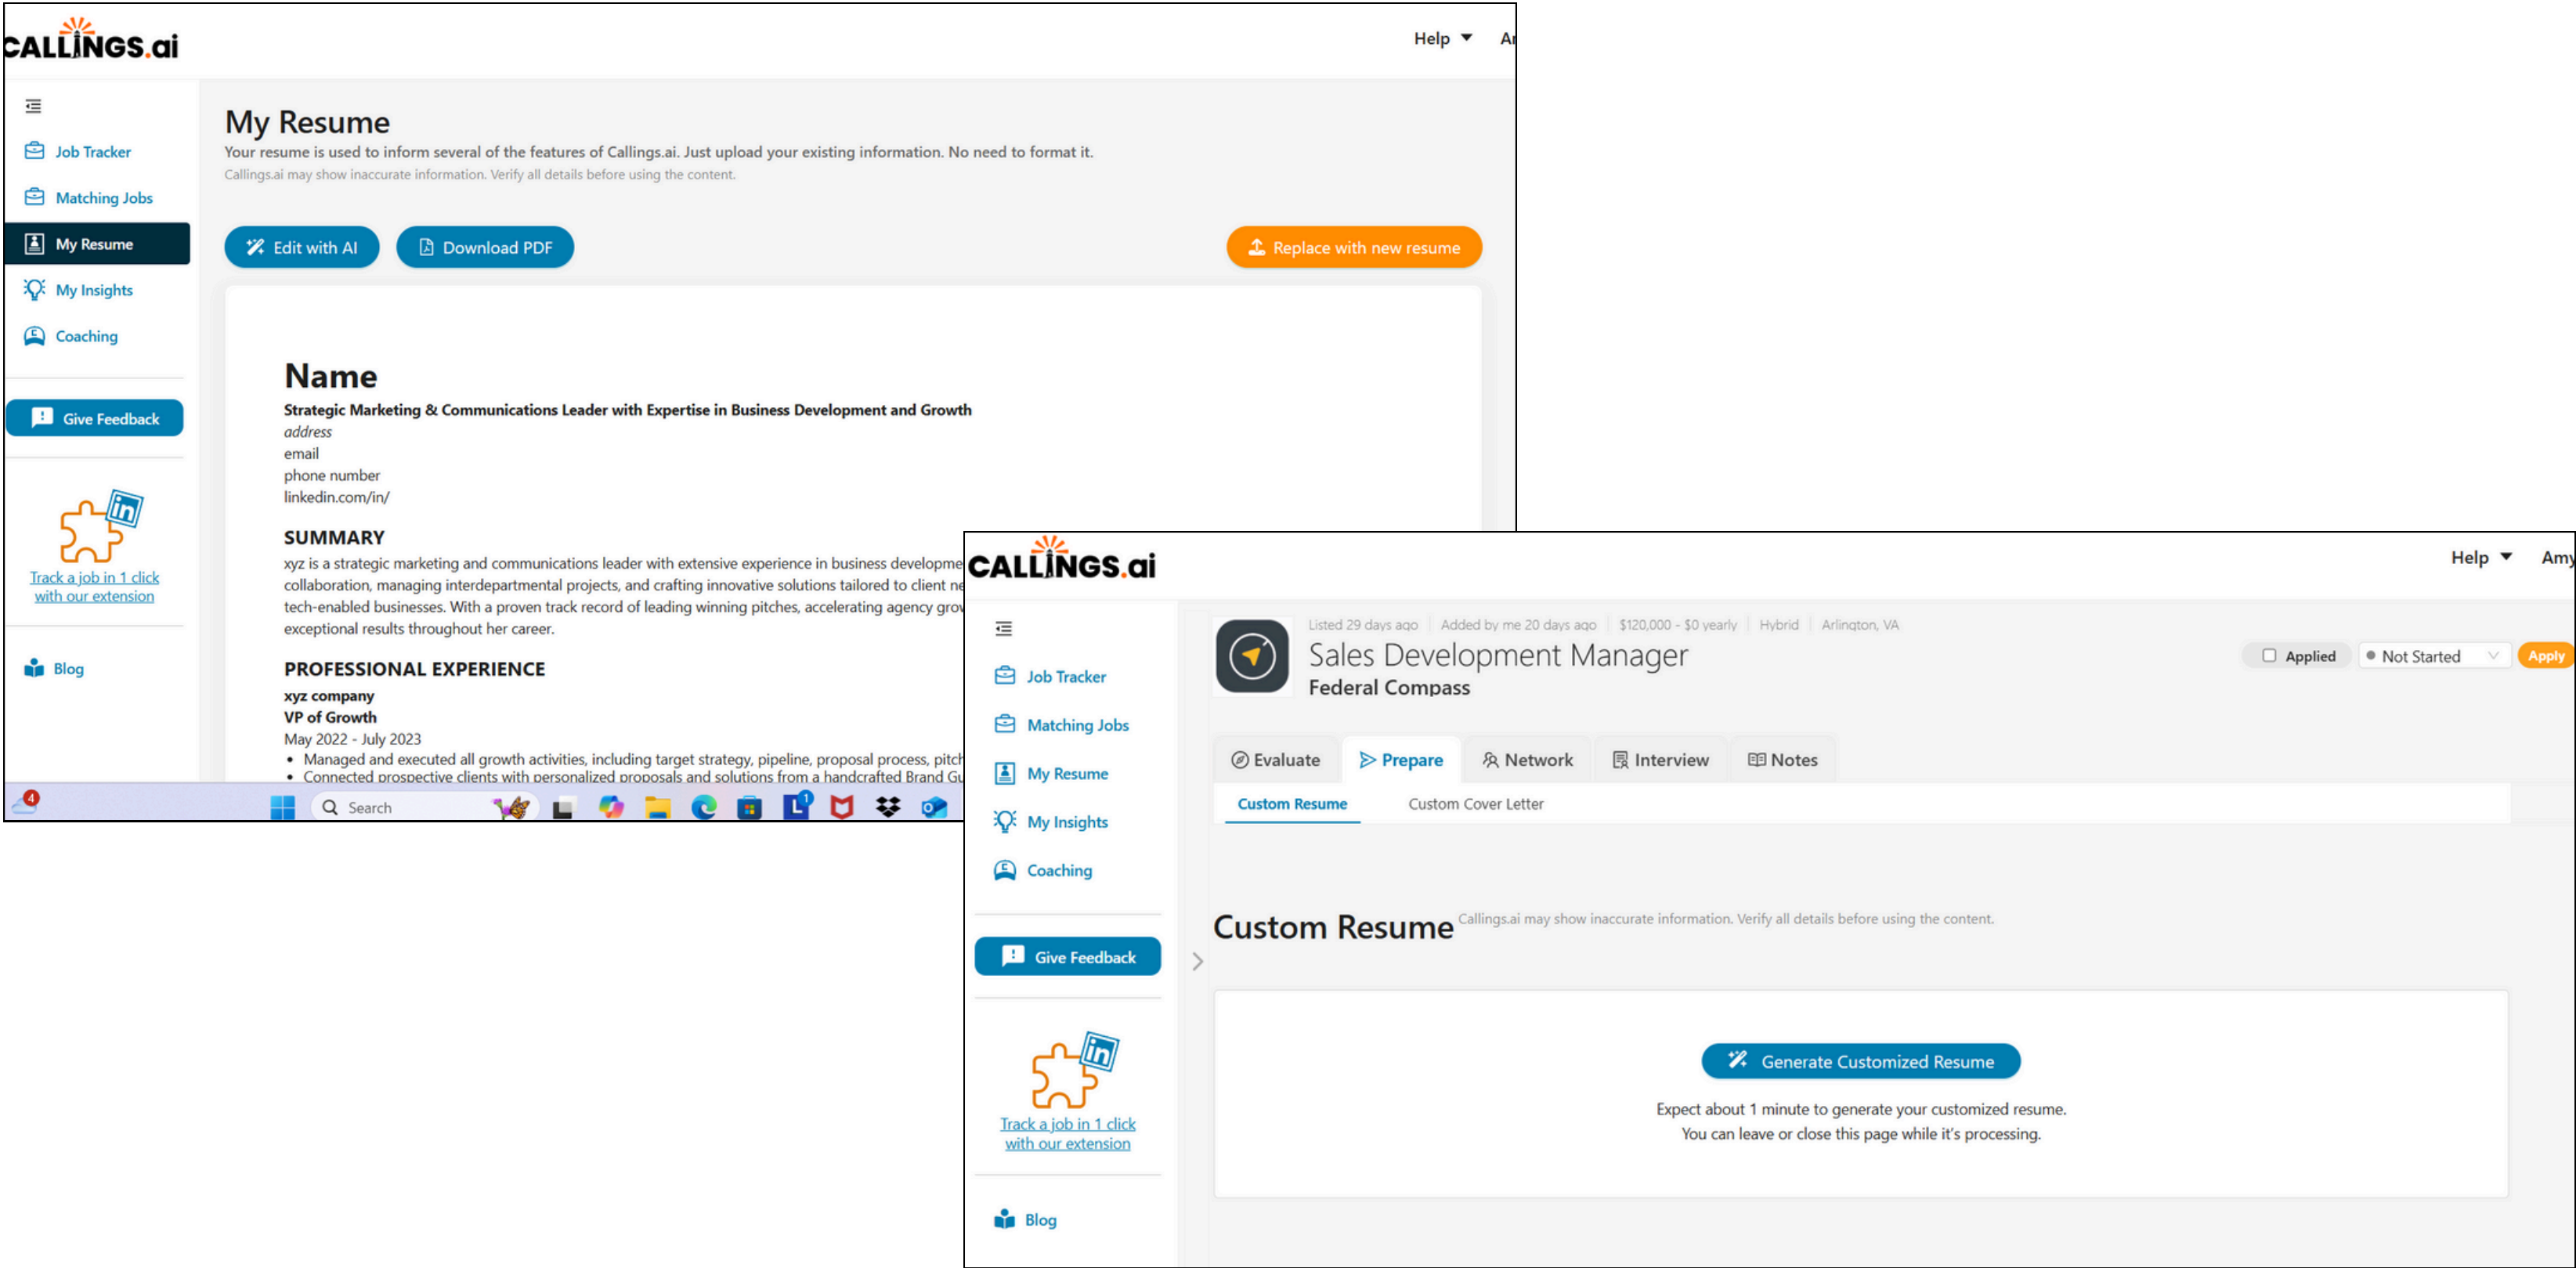 CALLINGS.ai
Help
Job Tracker
Matching Jobs
My Resume
My Insights
Coaching
Give Feedback
Track a job in 1 click
with our extension
Blog
My Resume
Your resume is used to inform several of the features of Callings.ai. Just upload your existing information. No need to format it.
Callings.ai may show inaccurate information. Verify all details before using the content.
Edit with AI
Download PDF
Replace with new resume
Name
Strategic Marketing & Communications Leader with Expertise in Business Development and Growth
address
email
phone number
linkedin.com/in/
SUMMARY
xyz is a strategic marketing and communications leader with extensive experience in business developme
collaboration, managing interdepartmental projects, and crafting innovative solutions tailored to client ne
tech-enabled businesses. With a proven track record of leading winning pitches, accelerating agency grow
exceptional results throughout her career.
PROFESSIONAL EXPERIENCE
xyz company
VP of Growth
May 2022 - July 2023
• Managed and executed all growth activities, including target strategy, pipeline, proposal process, pitch
• Connected prospective clients with personalized proposals and solutions from a handcrafted Brand Gu
4
Search
1
CALLINGS.ai
Help
Amy
Job Tracker
Matching Jobs
My Resume
My Insights
Coaching
Give Feedback
Track a job in 1 click
with our extension
Blog
Listed 29 days ago Added by me 20 days ago $120,000 - $0 yearly Hybrid Arlington, VA
Sales Development Manager
Federal Compass
Applied
Not Started
Apply
Evaluate
Prepare
Network
Interview
Notes
Custom Resume
Custom Cover Letter
Custom Resume
Callings.ai may show inaccurate information. Verify all details before using the content.
Generate Customized Resume
Expect about 1 minute to generate your customized resume.
You can leave or close this page while it's processing.